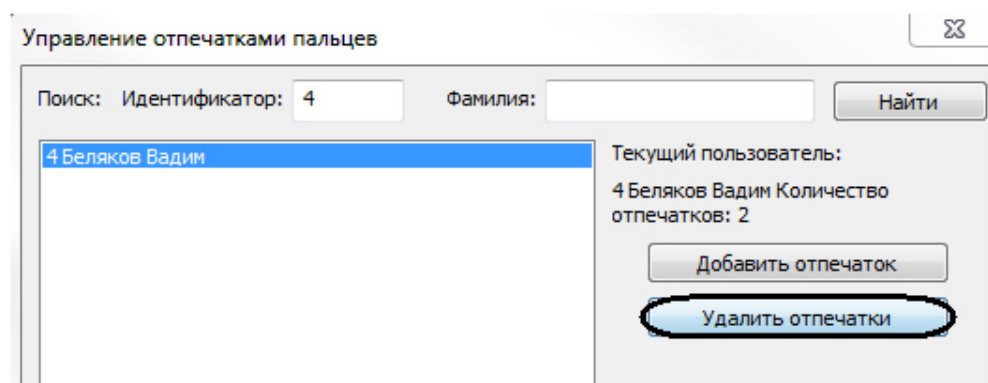 Управление отпечатками пальцев
Поиск: Идентификатор: 4 Фамилия: Найти
4 Беляков Вадим
Текущий пользователь:
4 Беляков Вадим Количество
отпечатков: 2
Добавить отпечаток
Удалить отпечатки